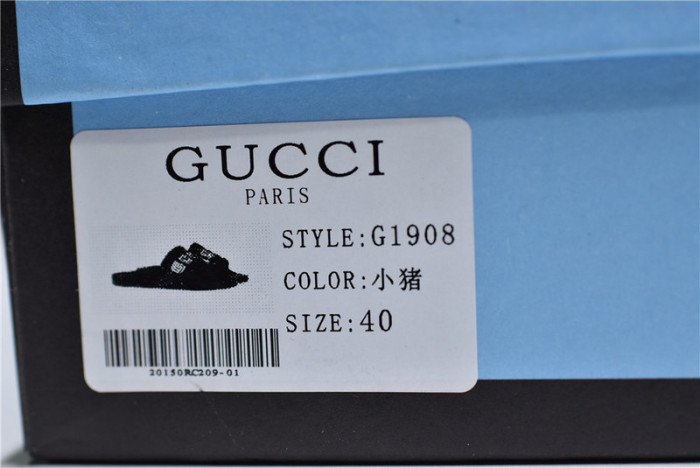 GUCCI
PARIS
STYLE:G1908
COLOR:小猪
SIZE:40
20150RC209-01